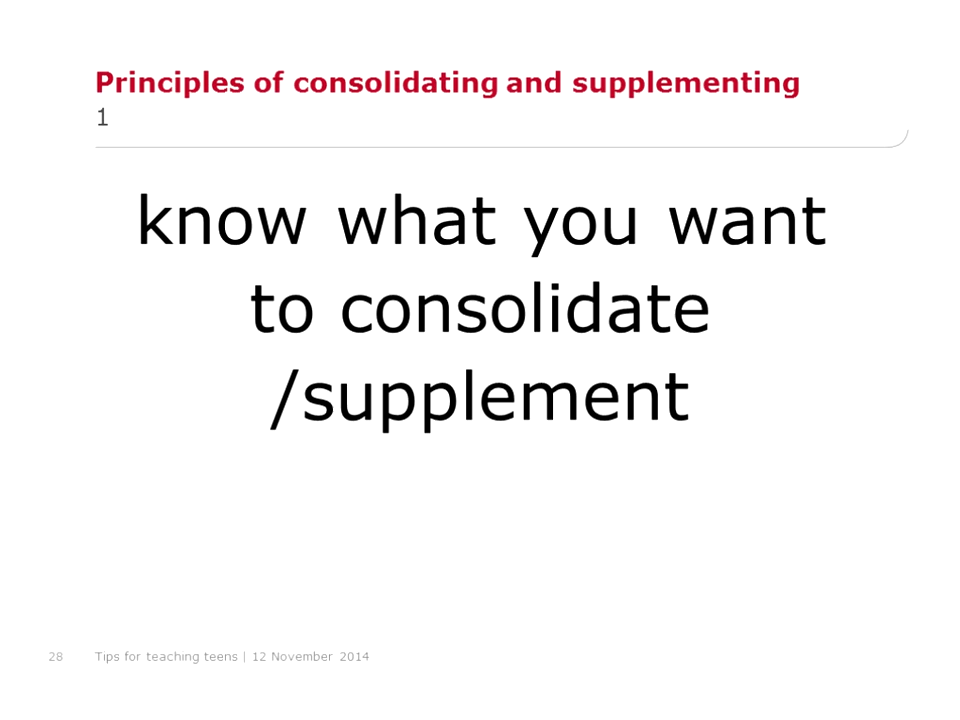 Principles of consolidating and supplementing
1
know what you want
to consolidate
/supplement
28 Tips for teaching teens | 12 November 2014